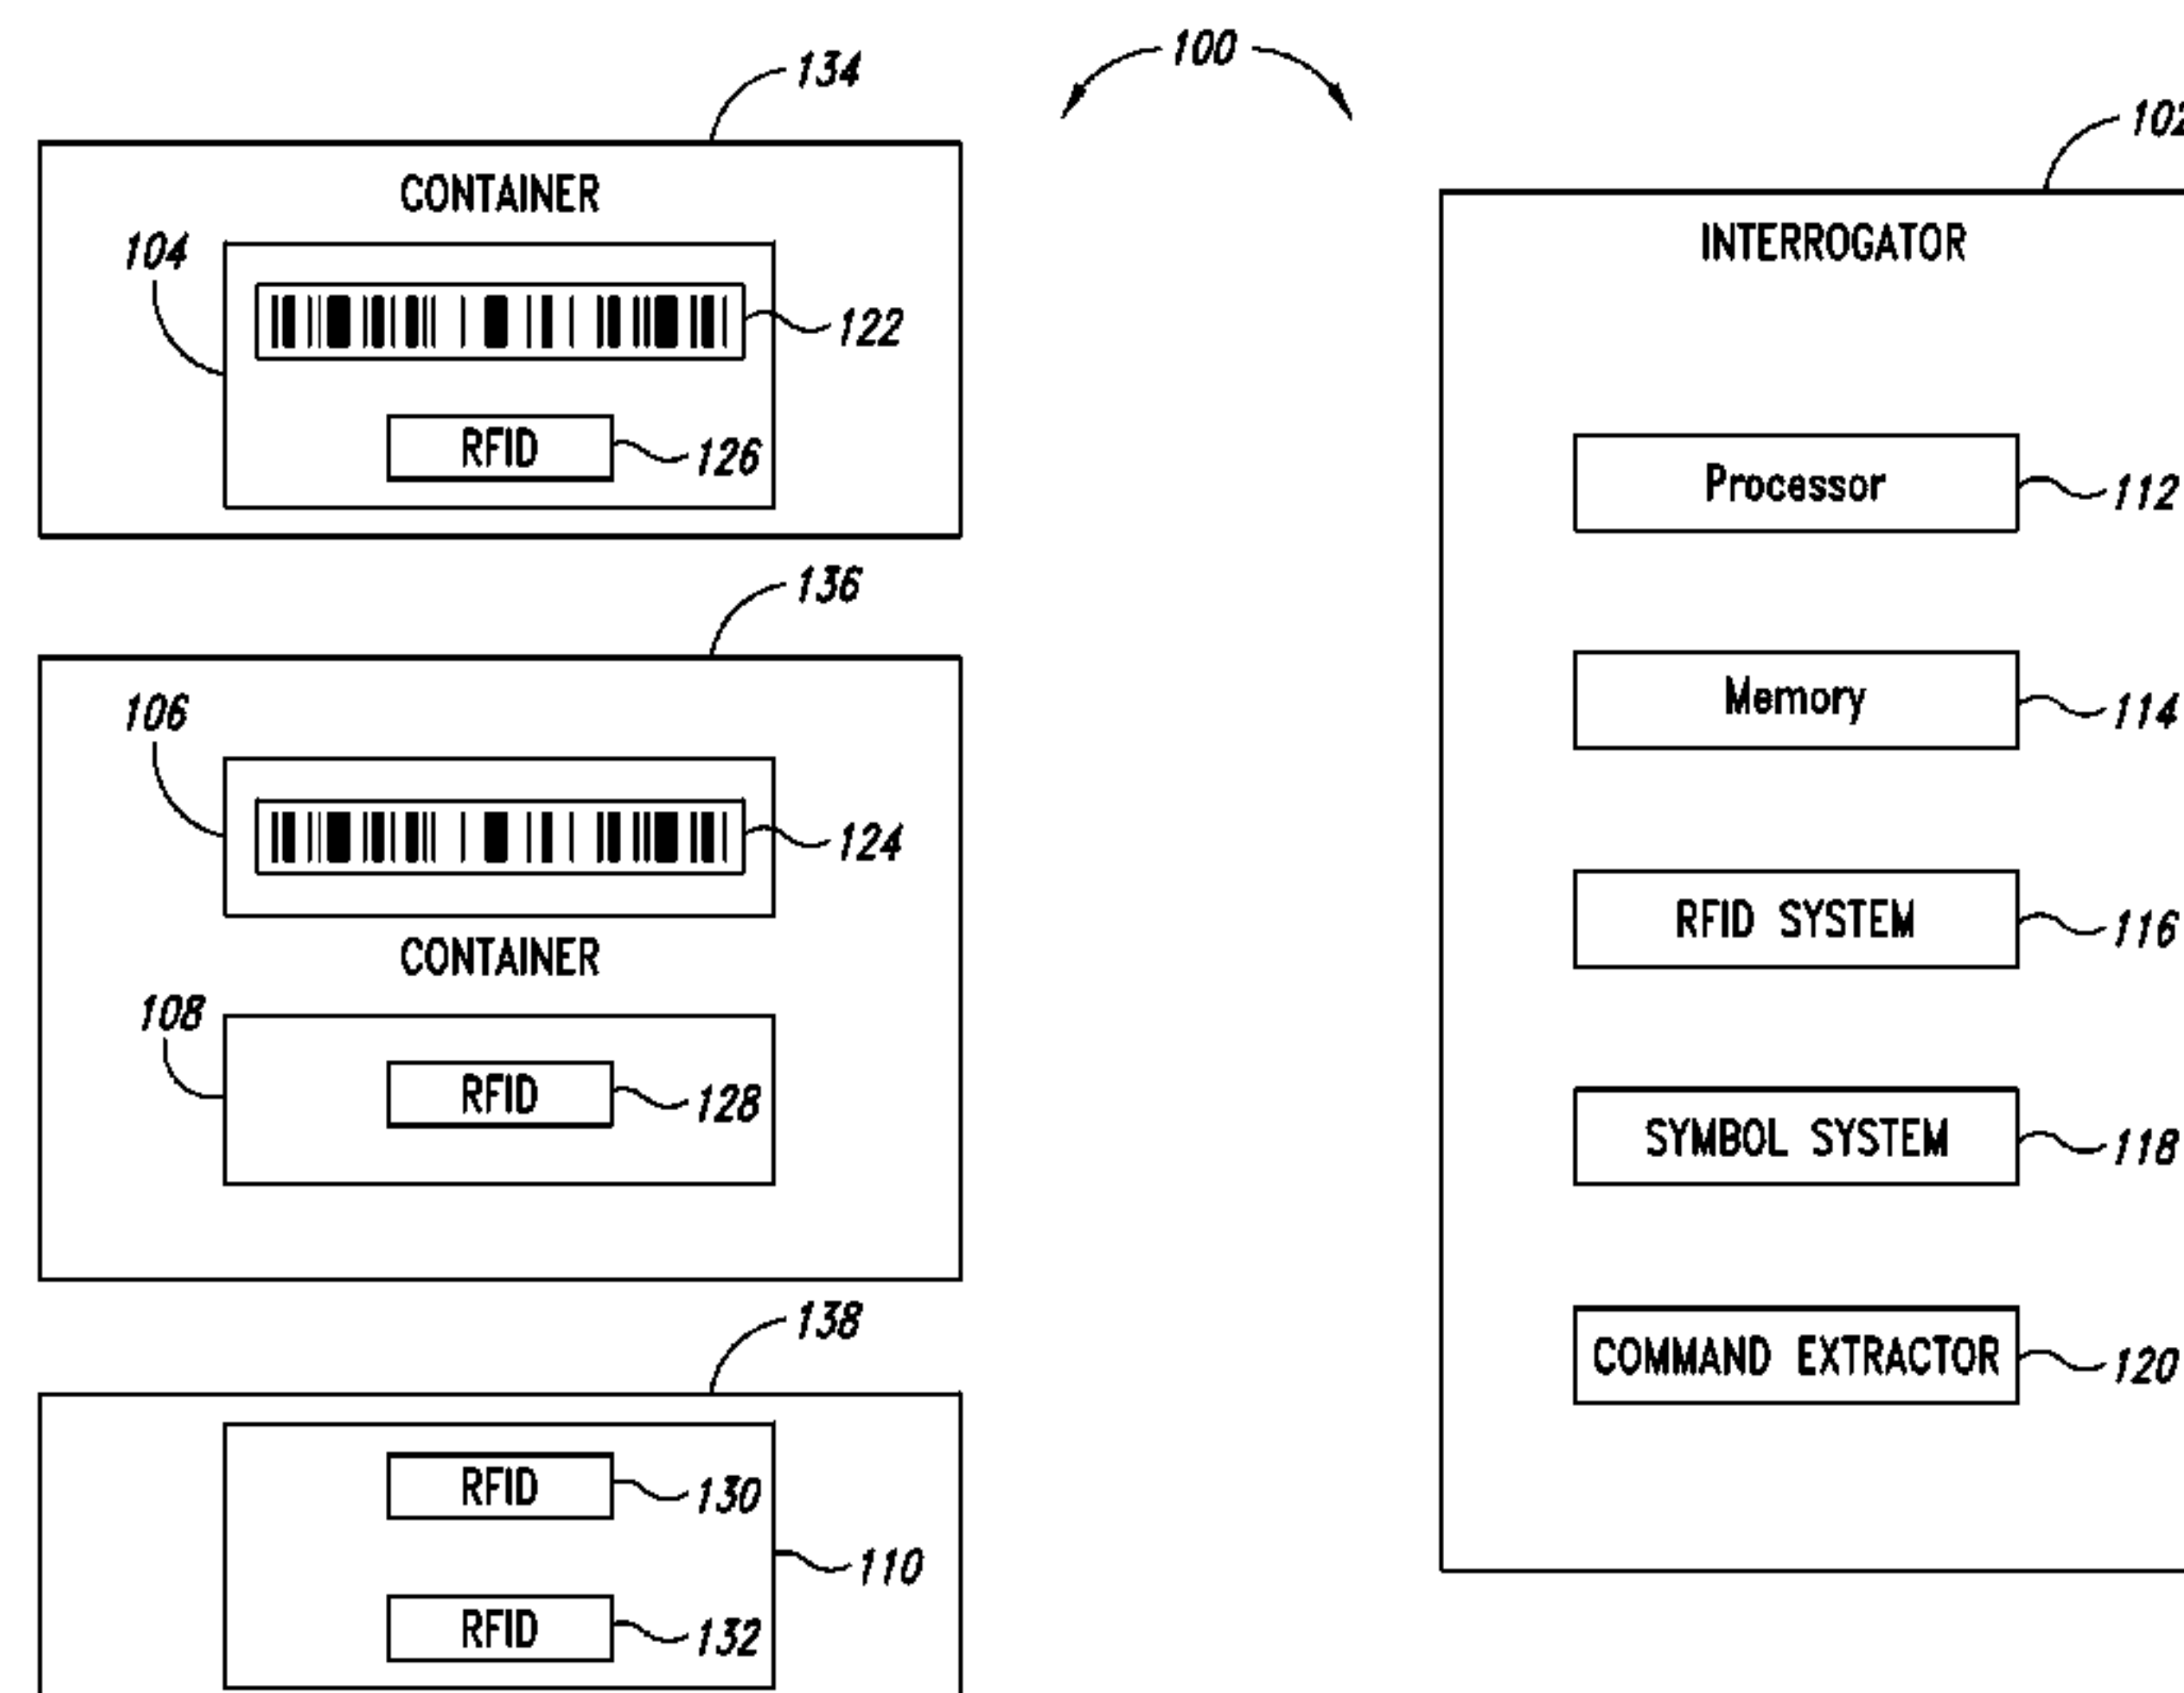 100
134
CONTAINER
104
122
RFID
126
136
106
124
CONTAINER
108
RFID
128
138
RFID
130
110
RFID
132
102
INTERROGATOR
Processor
112
Memory
114
RFID SYSTEM
116
SYMBOL SYSTEM
118
COMMAND EXTRACTOR
120